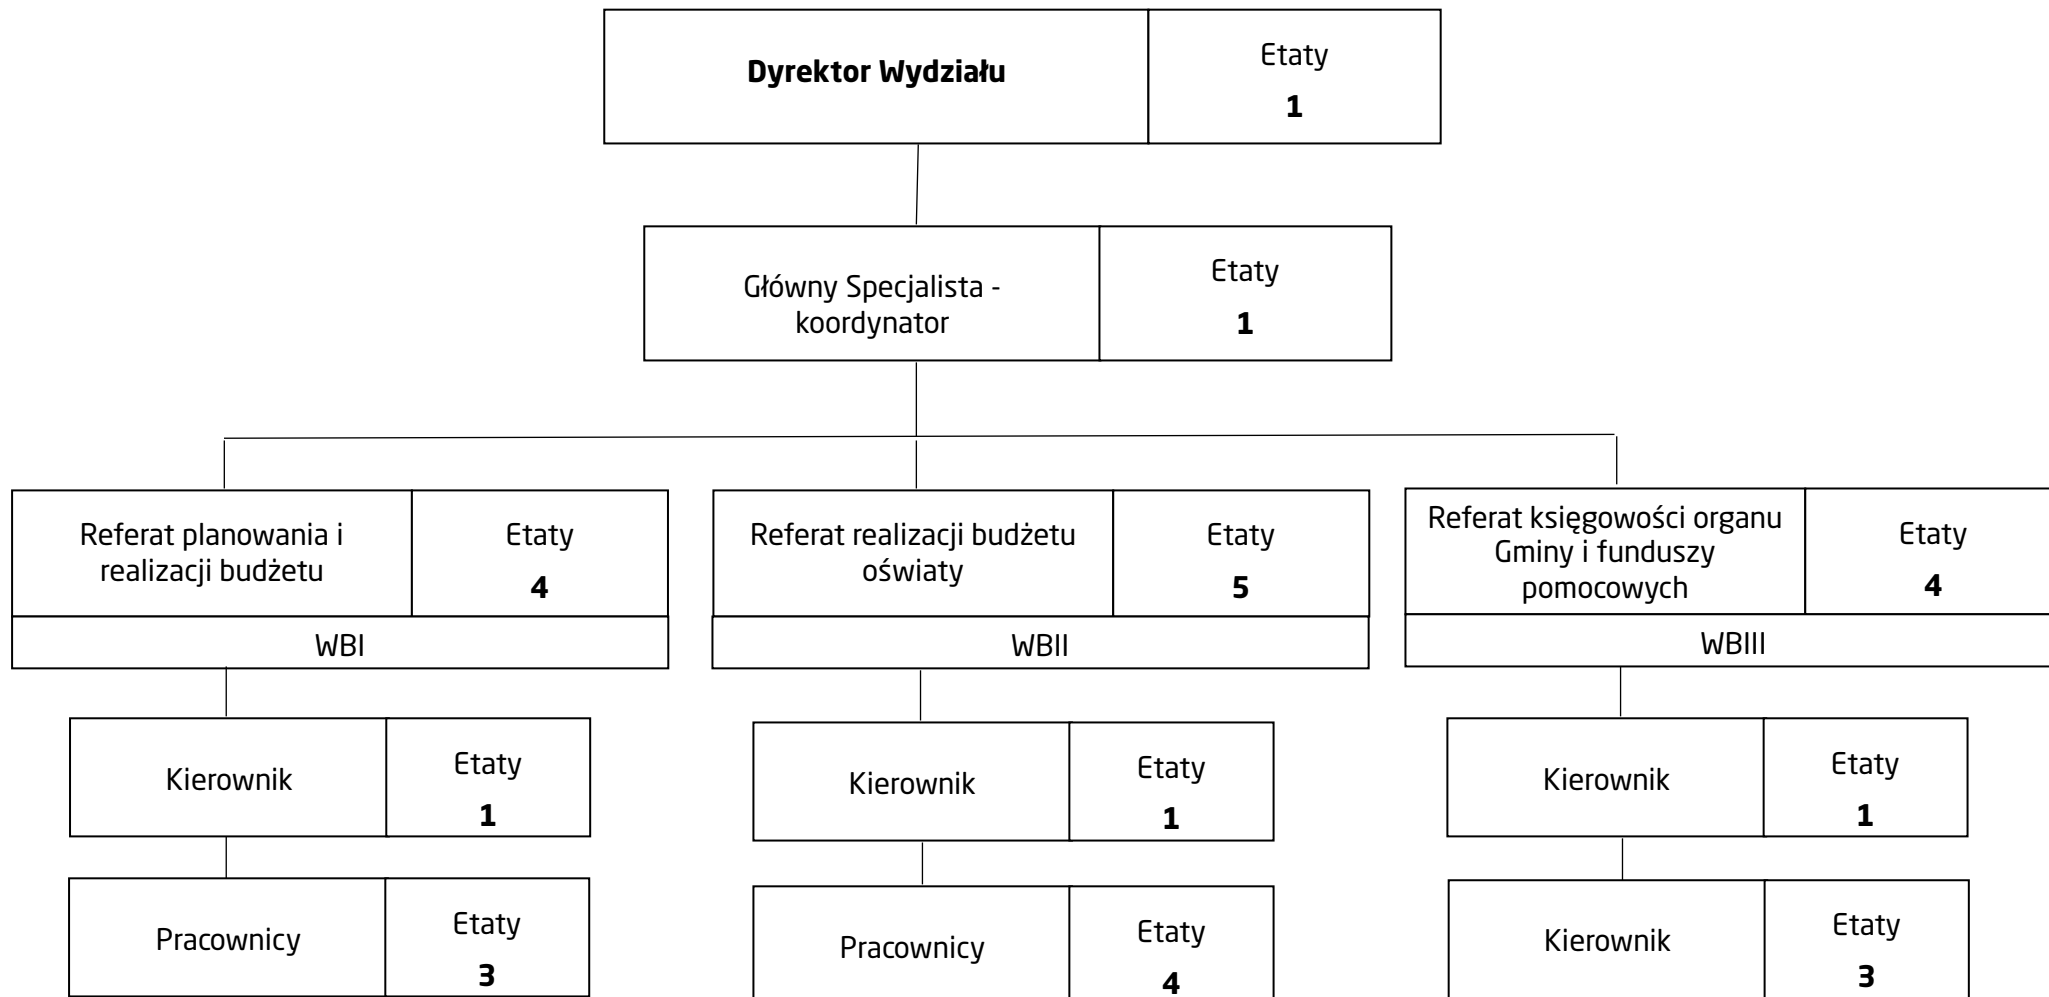 Dyrektor Wydziału
Etaty
1
Główny Specjalista -
koordynator
Etaty
1
Referat planowania i
realizacji budżetu
Etaty
4
WBI
Referat realizacji budżetu
oświaty
Etaty
5
WBII
Referat księgowości organu
Gminy i funduszy
pomocowych
Etaty
4
WBIII
Kierownik
Etaty
1
Kierownik
Etaty
1
Kierownik
Etaty
1
Pracownicy
Etaty
3
Pracownicy
Etaty
4
Kierownik
Etaty
3